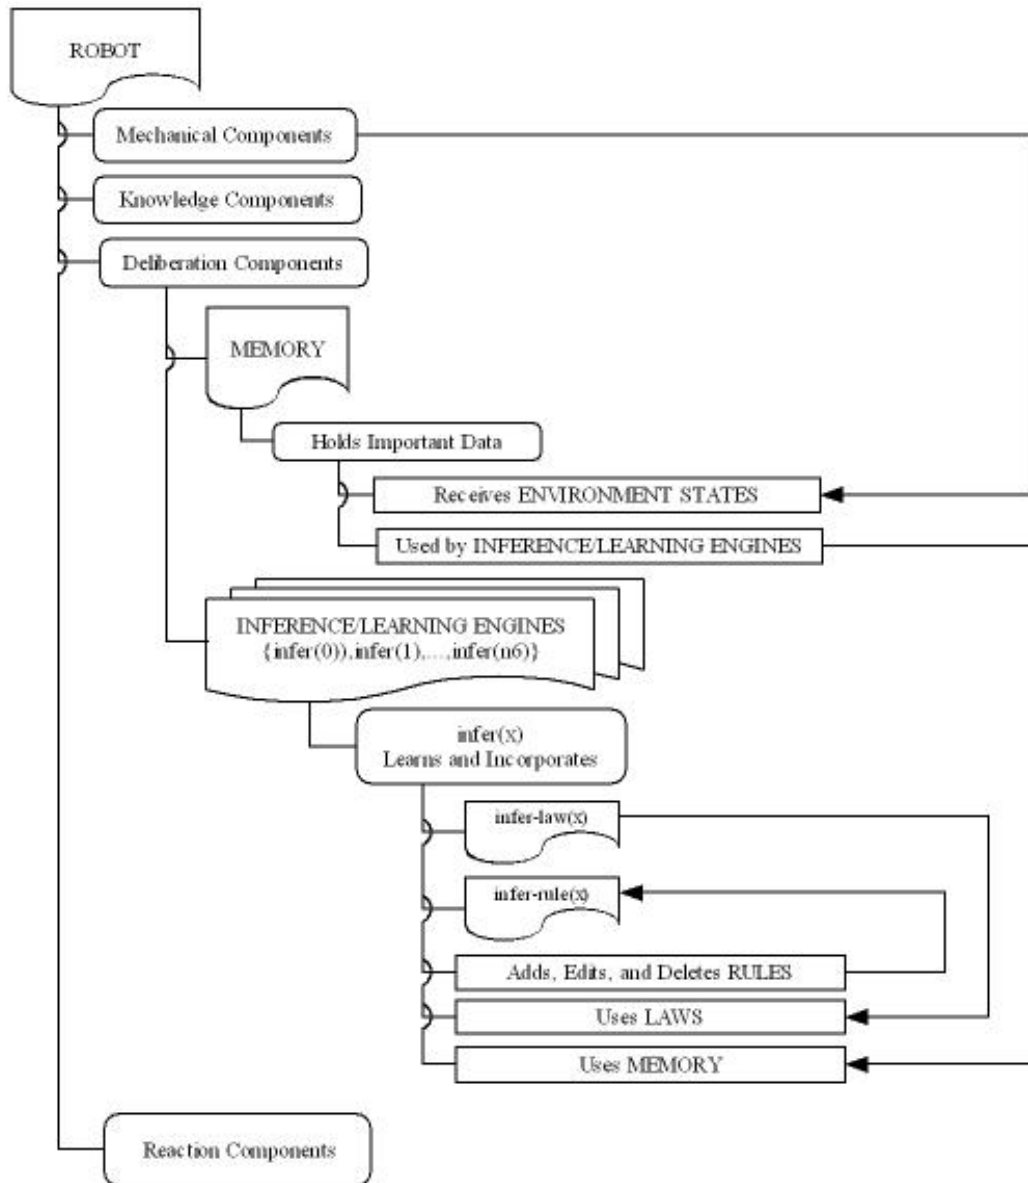 ROBOT
Mechanical Components
Knowledge Components
Deliberation Components
MEMORY
Holds Important Data
Receives ENVIRONMENT STATES
Used by INFERENCE/LEARNING ENGINES
INFERENCE/LEARNING ENGINES
{infer(0)),infer(1),...,infer(n6)}
infer(x)
Learns and Incorporates
infer-law(x)
infer-rule(x)
Adds, Edits, and Deletes RULES
Uses LAWS
Uses MEMORY
Reaction Components